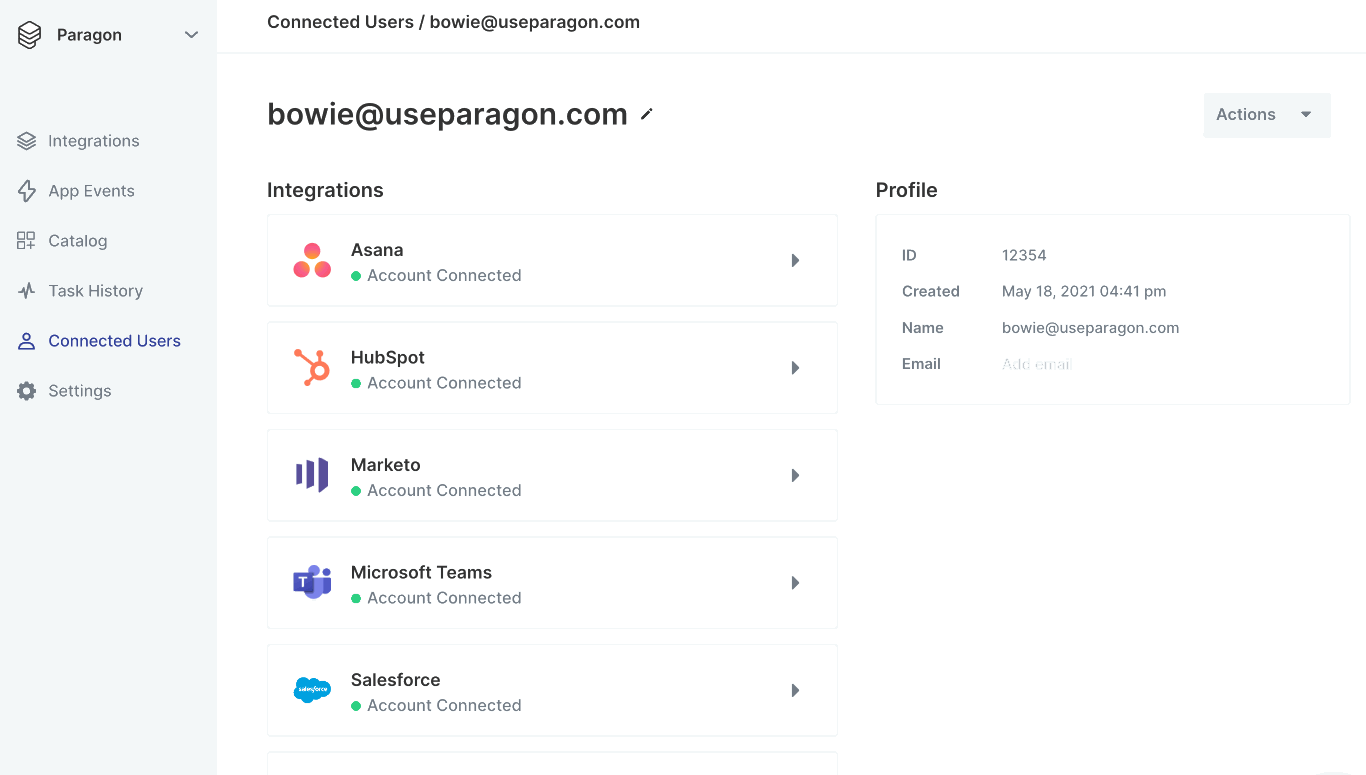 Paragon
Integrations
App Events
Catalog
Task History
Connected Users
Settings
Connected Users / bowie@useparagon.com
bowie@useparagon.com
Actions
Integrations
Asana
Account Connected
HubSpot
Account Connected
Marketo
Account Connected
T
Microsoft Teams
Account Connected
salesforce
Salesforce
Account Connected
Profile
ID 12354
Created May 18, 2021 04:41 pm
Name bowie@useparagon.com
Email Add email